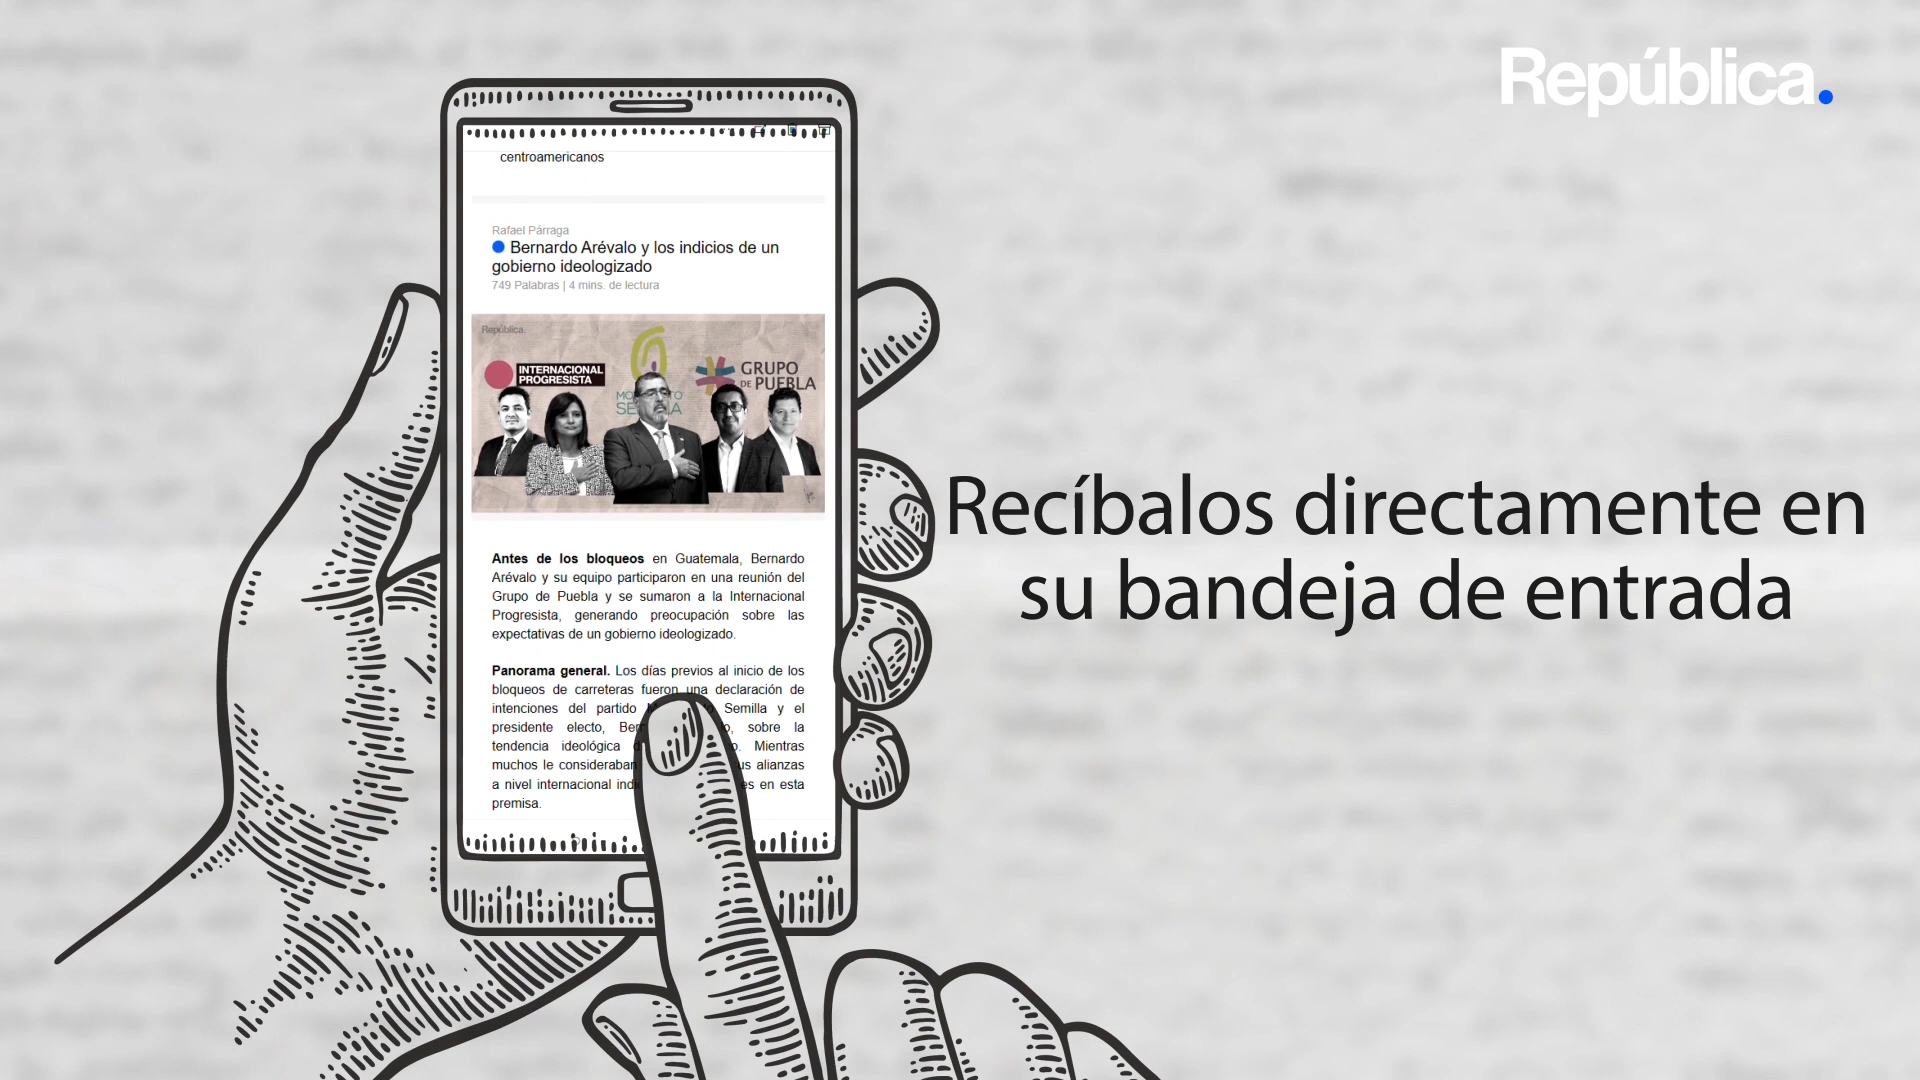 República.
centroamericanos
Rafael Párraga
Bernardo Arévalo y los indicios de un
gobierno ideologizado
749 Palabras | 4 mins. de lectura
República.
INTERNACIONAL
PROGRESISTA
GRUPO
DE PUEBLA
Antes de los bloqueos en Guatemala, Bernardo
Arévalo y su equipo participaron en una reunión del
Grupo de Puebla y se sumaron a la Internacional
Progresista, generando preocupación sobre las
expectativas de un gobierno ideologizado.
Panorama general. Los días previos al inicio de los
bloqueos de carreteras fueron una declaración de
intenciones del partido Semilla y el
presidente electo, sobre la
tendencia ideológica Mientras
muchos le consideraban alianzas
a nivel internacional en esta
premisa.
Recíbalos directamente en
su bandeja de entrada